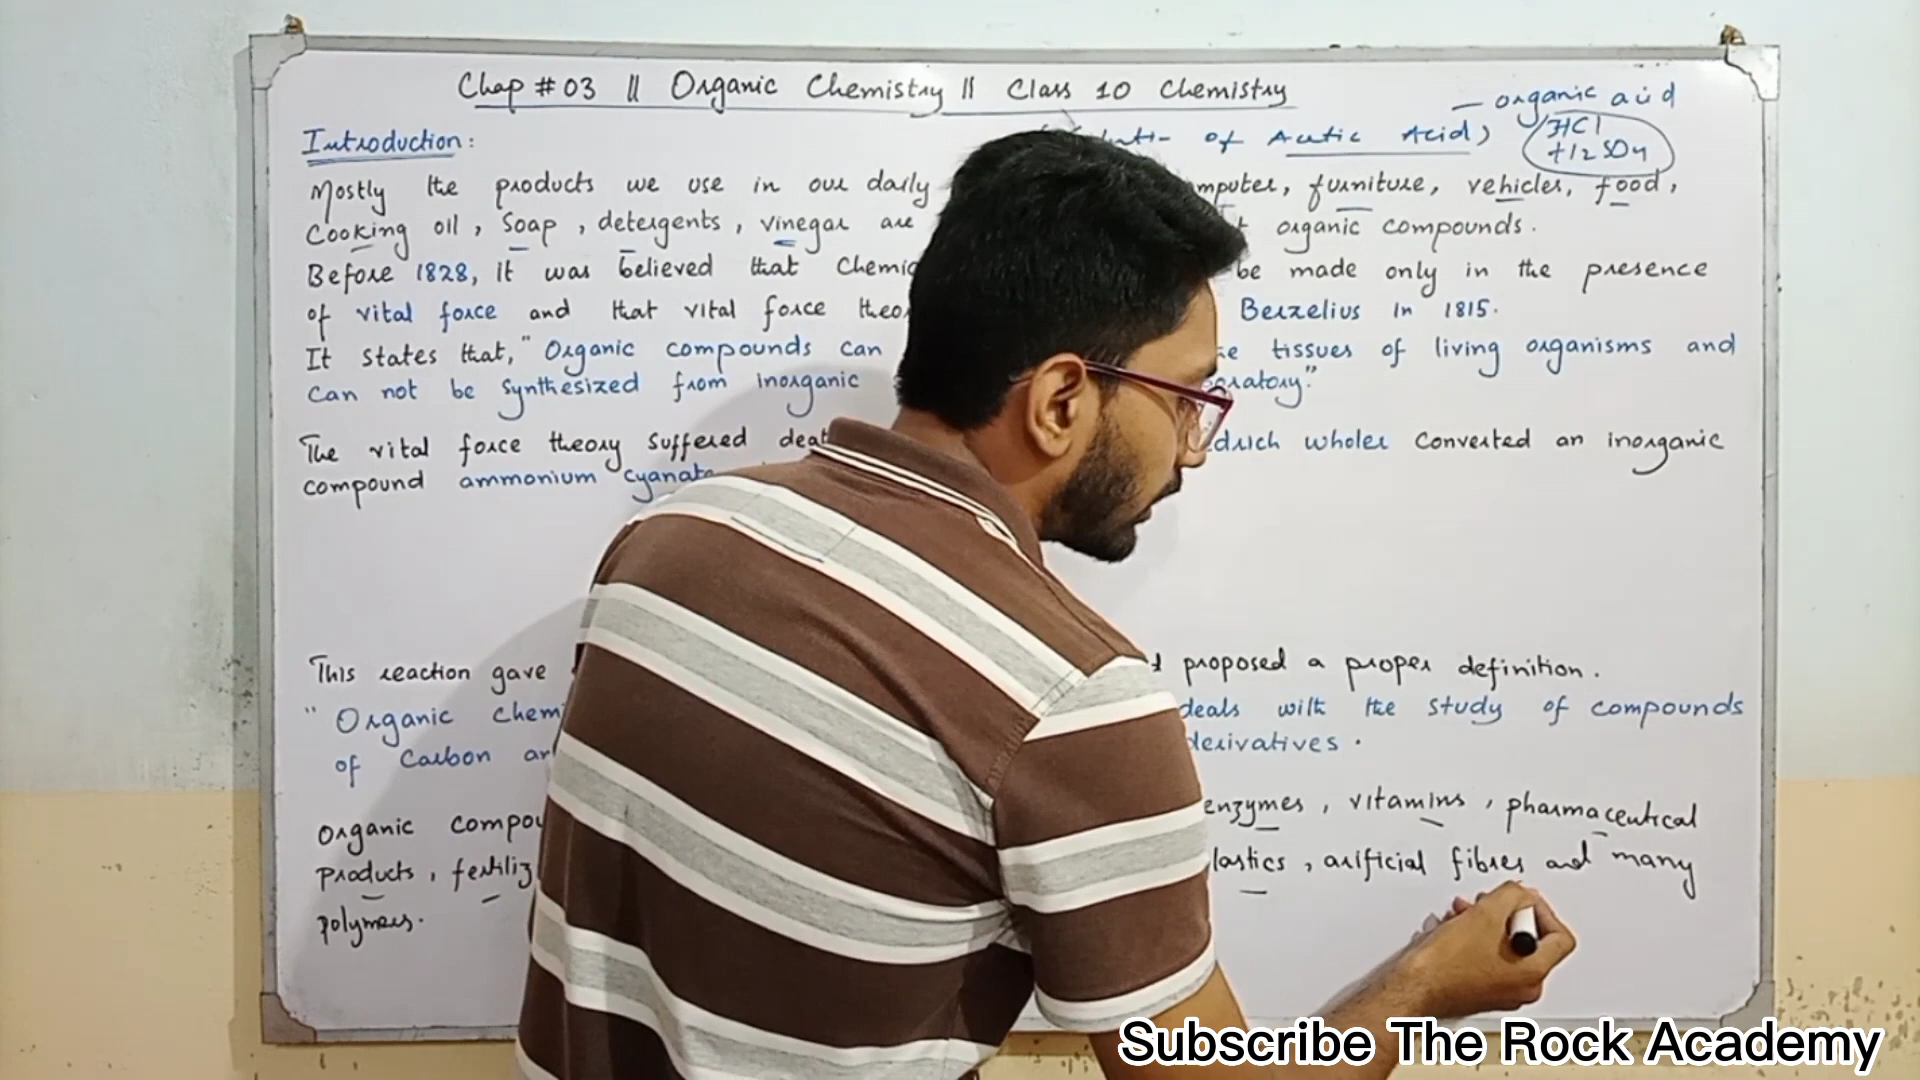 Chap # 03 || Organic Chemistry || Class 10 Chemistry
— organic acid
HCl
H2SO4
Introduction:
of Acetic Acid)
Mostly the products we use in our daily mputer, furniture, vehicles, food,
Cooking oil, Soap, detergents, vinegar are organic compounds.
Before 1828, it was believed that Chemic be made only in the presence
of vital force and that vital force theo Berzelius in 1815.
It states that, "Organic compounds can tissues of living organisms and
can not be synthesized from inorganic oratory."
The vital force theory suffered deat drich wholer converted an inorganic
compound ammonium cyanate
This reaction gave proposed a proper definition.
"Organic chem deals with the study of compounds
of Carbon an derivatives.
Organic compou enzymes, vitamins, pharmaceutical
products, fertiliz lastics, arificial fibres and many
polymers.
Subscribe The Rock Academy